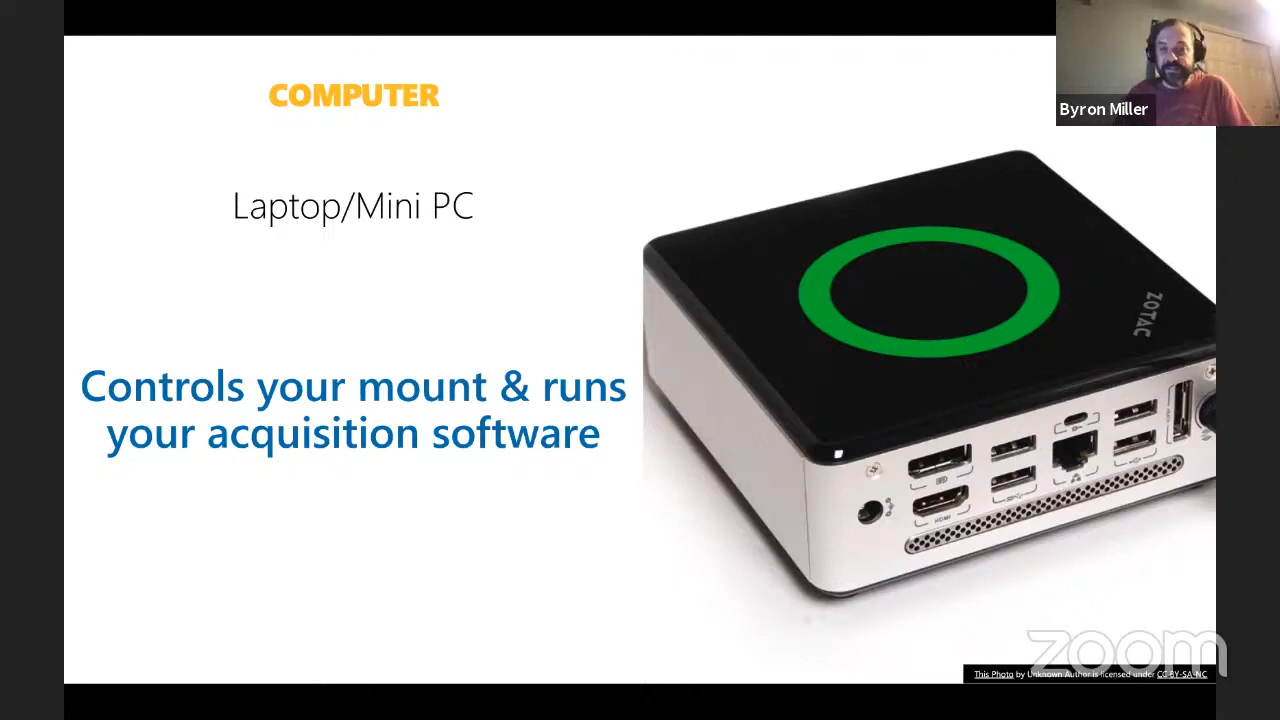 COMPUTER
Byron Miller
Laptop/Mini PC
Controls your mount & runs
your acquisition software
ZOTAC
HDMI
zoom
This Photo by Unknown Author is licensed under CC BY-SA-NC